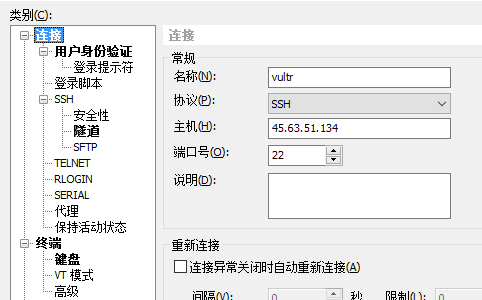 类别(C):
连接
用户身份验证
登录提示符
登录脚本
SSH
安全性
隧道
SFTP
TELNET
RLOGIN
SERIAL
代理
保持活动状态
终端
键盘
VT 模式
高级
连接
常规
名称(N): vultr
协议(P): SSH
主机(H): 45.63.51.134
端口号(O): 22
说明(D):
重新连接
连接异常关闭时自动重新连接(A)
间隔(V): 0 秒 限制(L): 0